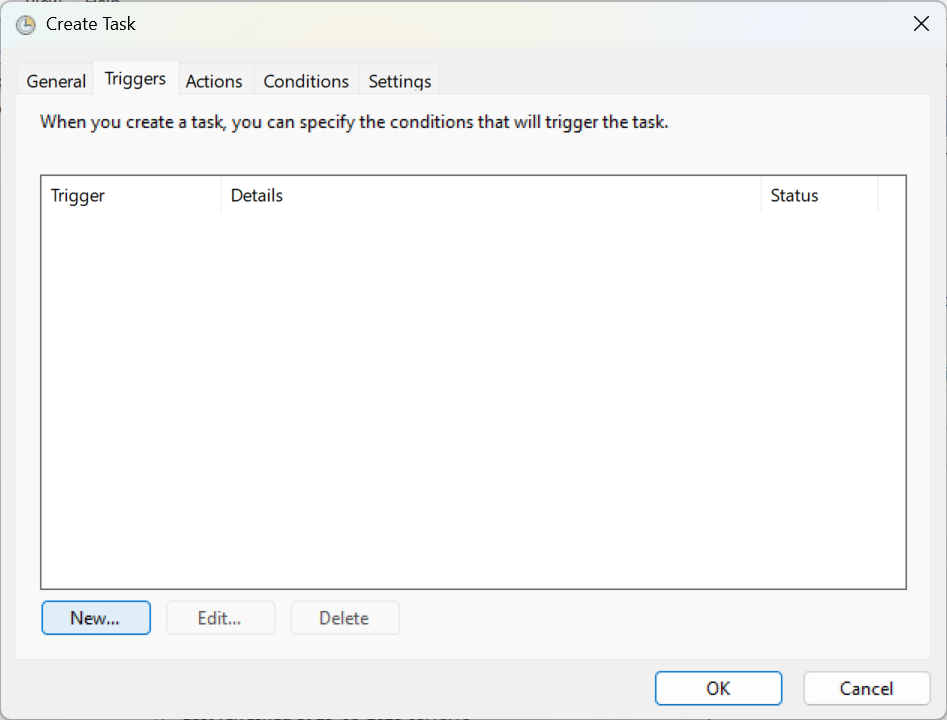 Create Task
General Triggers Actions Conditions Settings
When you create a task, you can specify the conditions that will trigger the task.
Trigger Details Status
New... Edit... Delete
OK Cancel